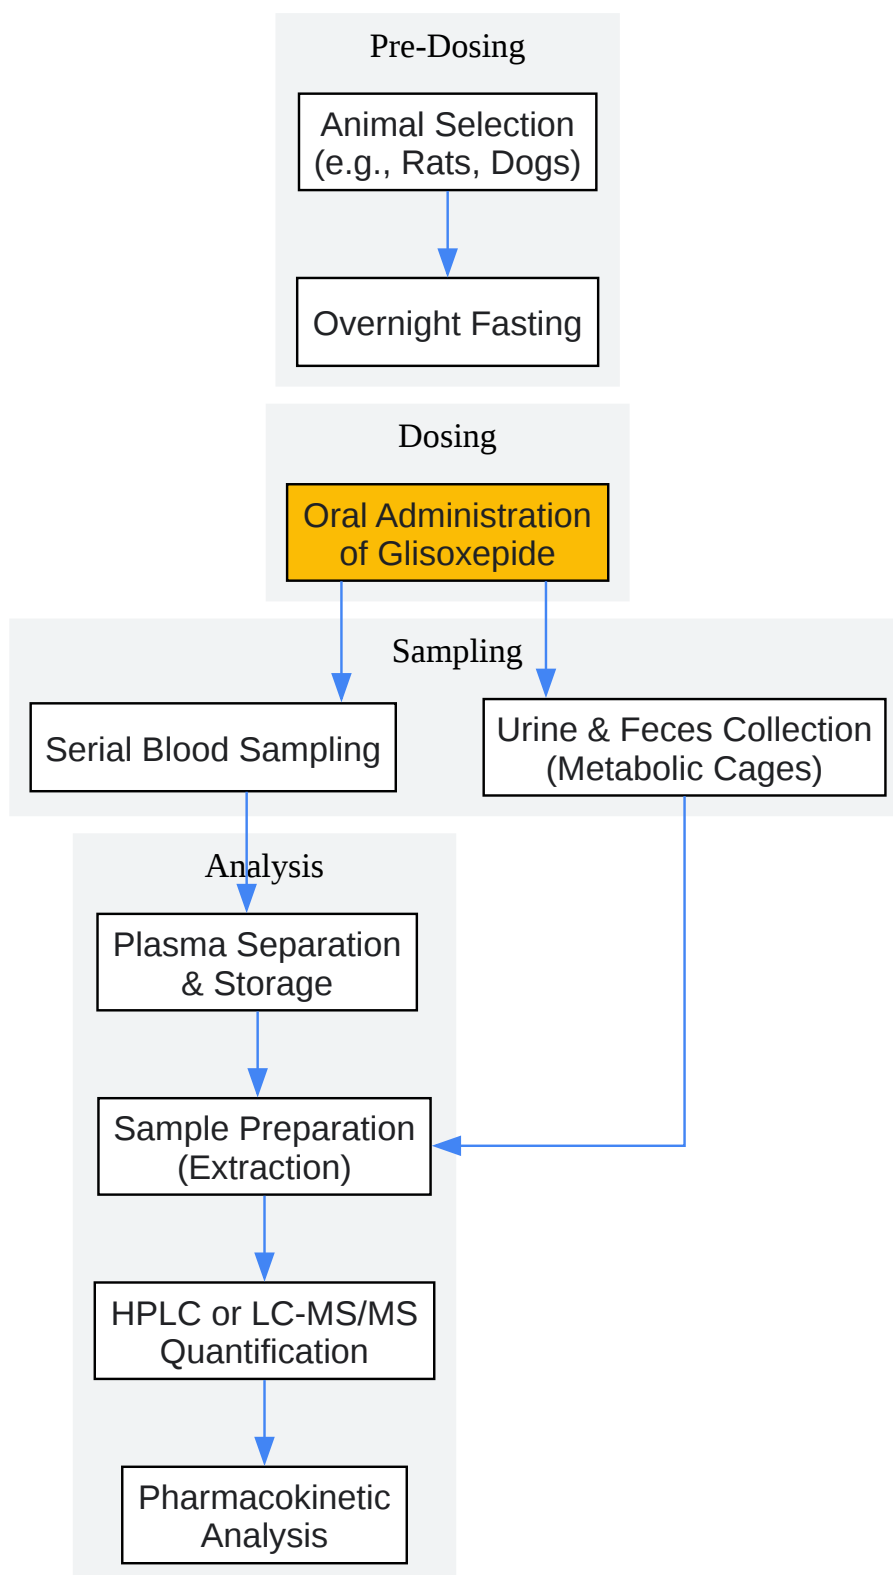 Pre-Dosing
Animal Selection
(e.g., Rats, Dogs)
Overnight Fasting
Dosing
Oral Administration
of Glisoxepide
Sampling
Serial Blood Sampling
Urine & Feces Collection
(Metabolic Cages)
Analysis
Plasma Separation
& Storage
Sample Preparation
(Extraction)
HPLC or LC-MS/MS
Quantification
Pharmacokinetic
Analysis